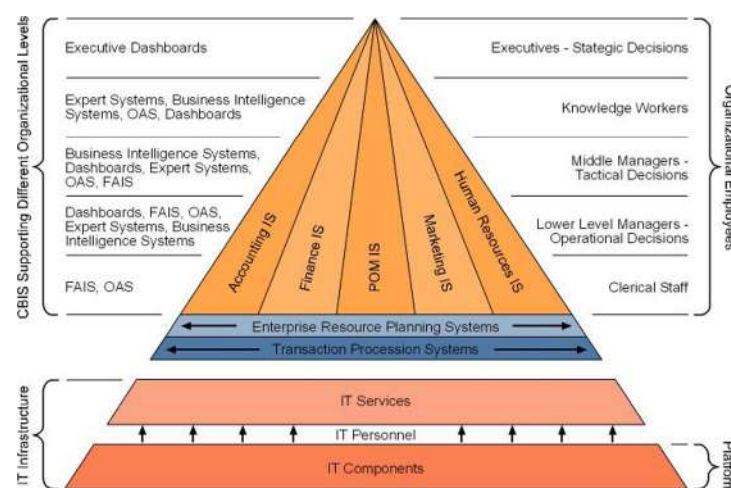 CBIS Supporting Different Organizational Levels
Executive Dashboards
Expert Systems, Business Intelligence
Systems, OAS, Dashboards
Business Intelligence Systems,
Dashboards, Expert Systems,
OAS, FAIS
Dashboards, FAIS, OAS,
Expert Systems, Business
Intelligence Systems
FAIS, OAS
Accounting IS
Finance IS
POM IS
Marketing IS
Human Resources IS
Executives - Stategic Decisions
Knowledge Workers
Middle Managers -
Tactical Decisions
Lower Level Managers -
Operational Decisions
Clerical Staff
Organizational Employees
Enterprise Resource Planning Systems
Transaction Procession Systems
IT Infrastructure
IT Services
IT Personnel
IT Components
Platform